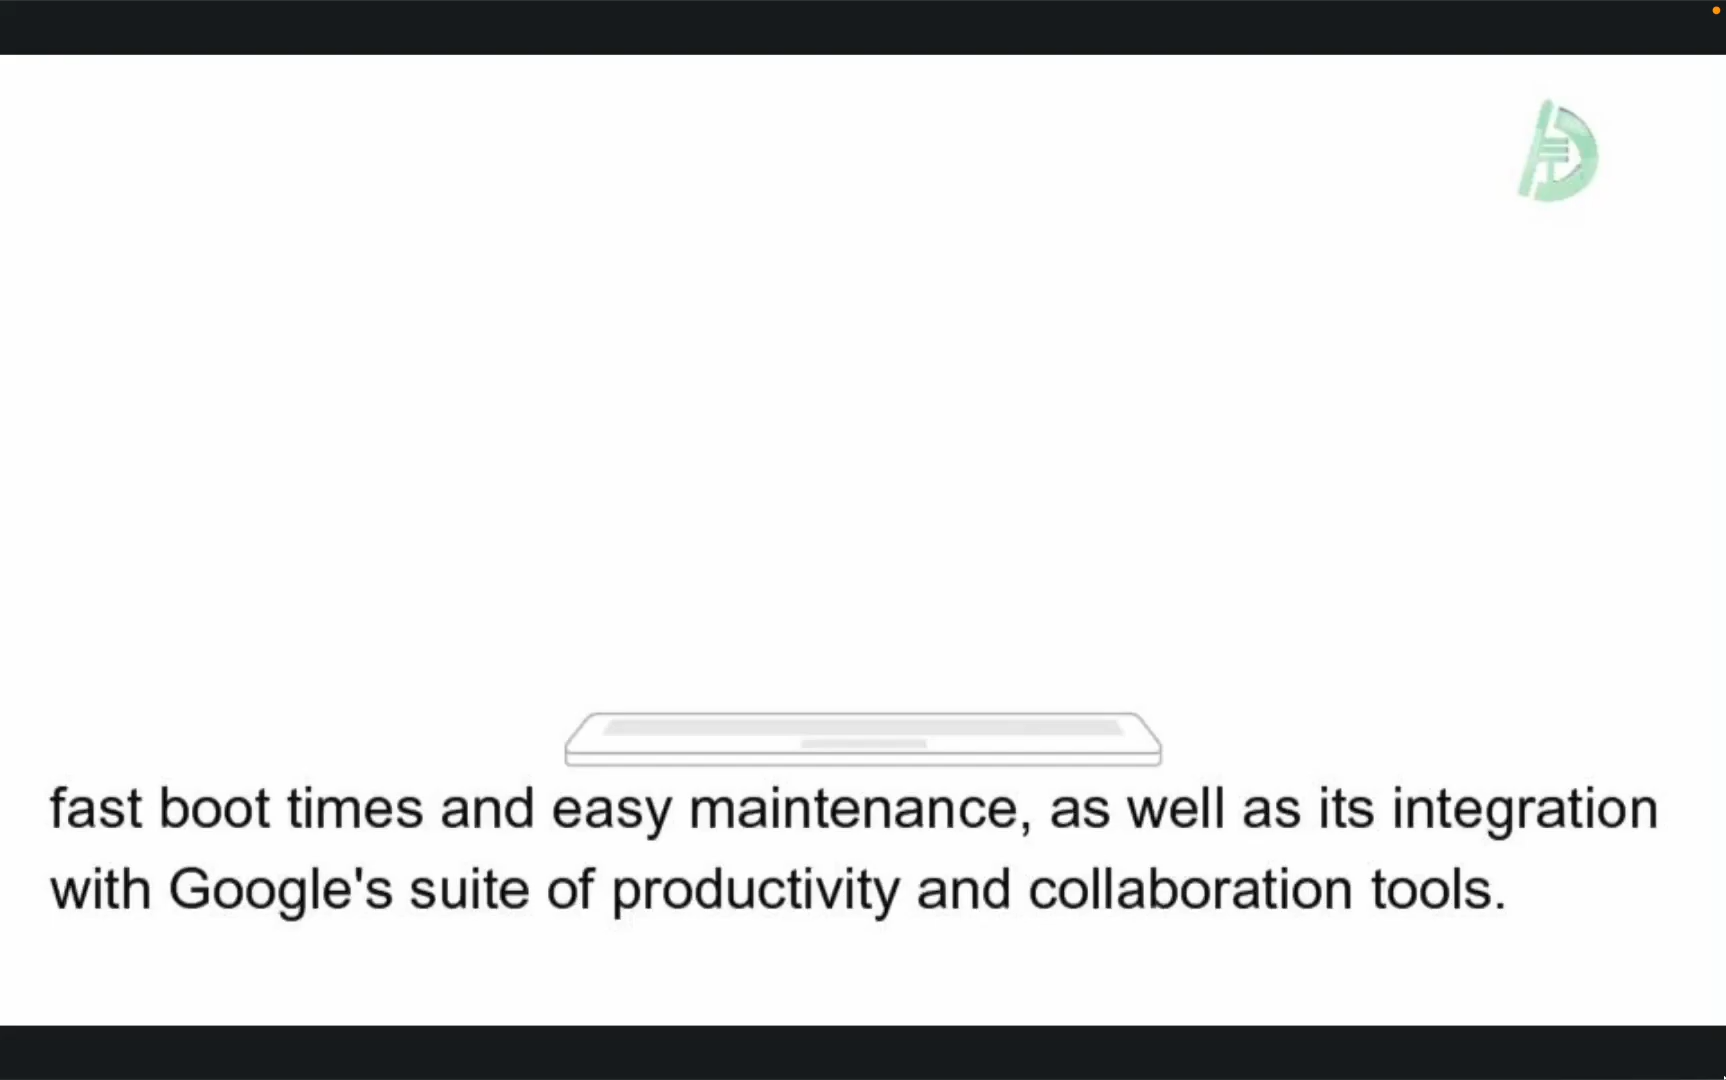 fast boot times and easy maintenance, as well as its integration
with Google's suite of productivity and collaboration tools.